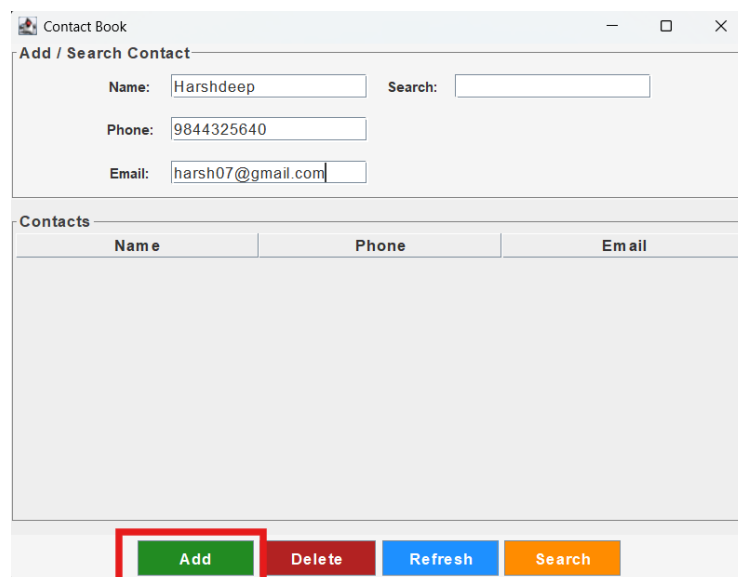 Contact Book
Add / Search Contact
Name: Harshdeep Search:
Phone: 9844325640
Email: harsh07@gmail.com
Contacts
Name Phone Email
Add Delete Refresh Search